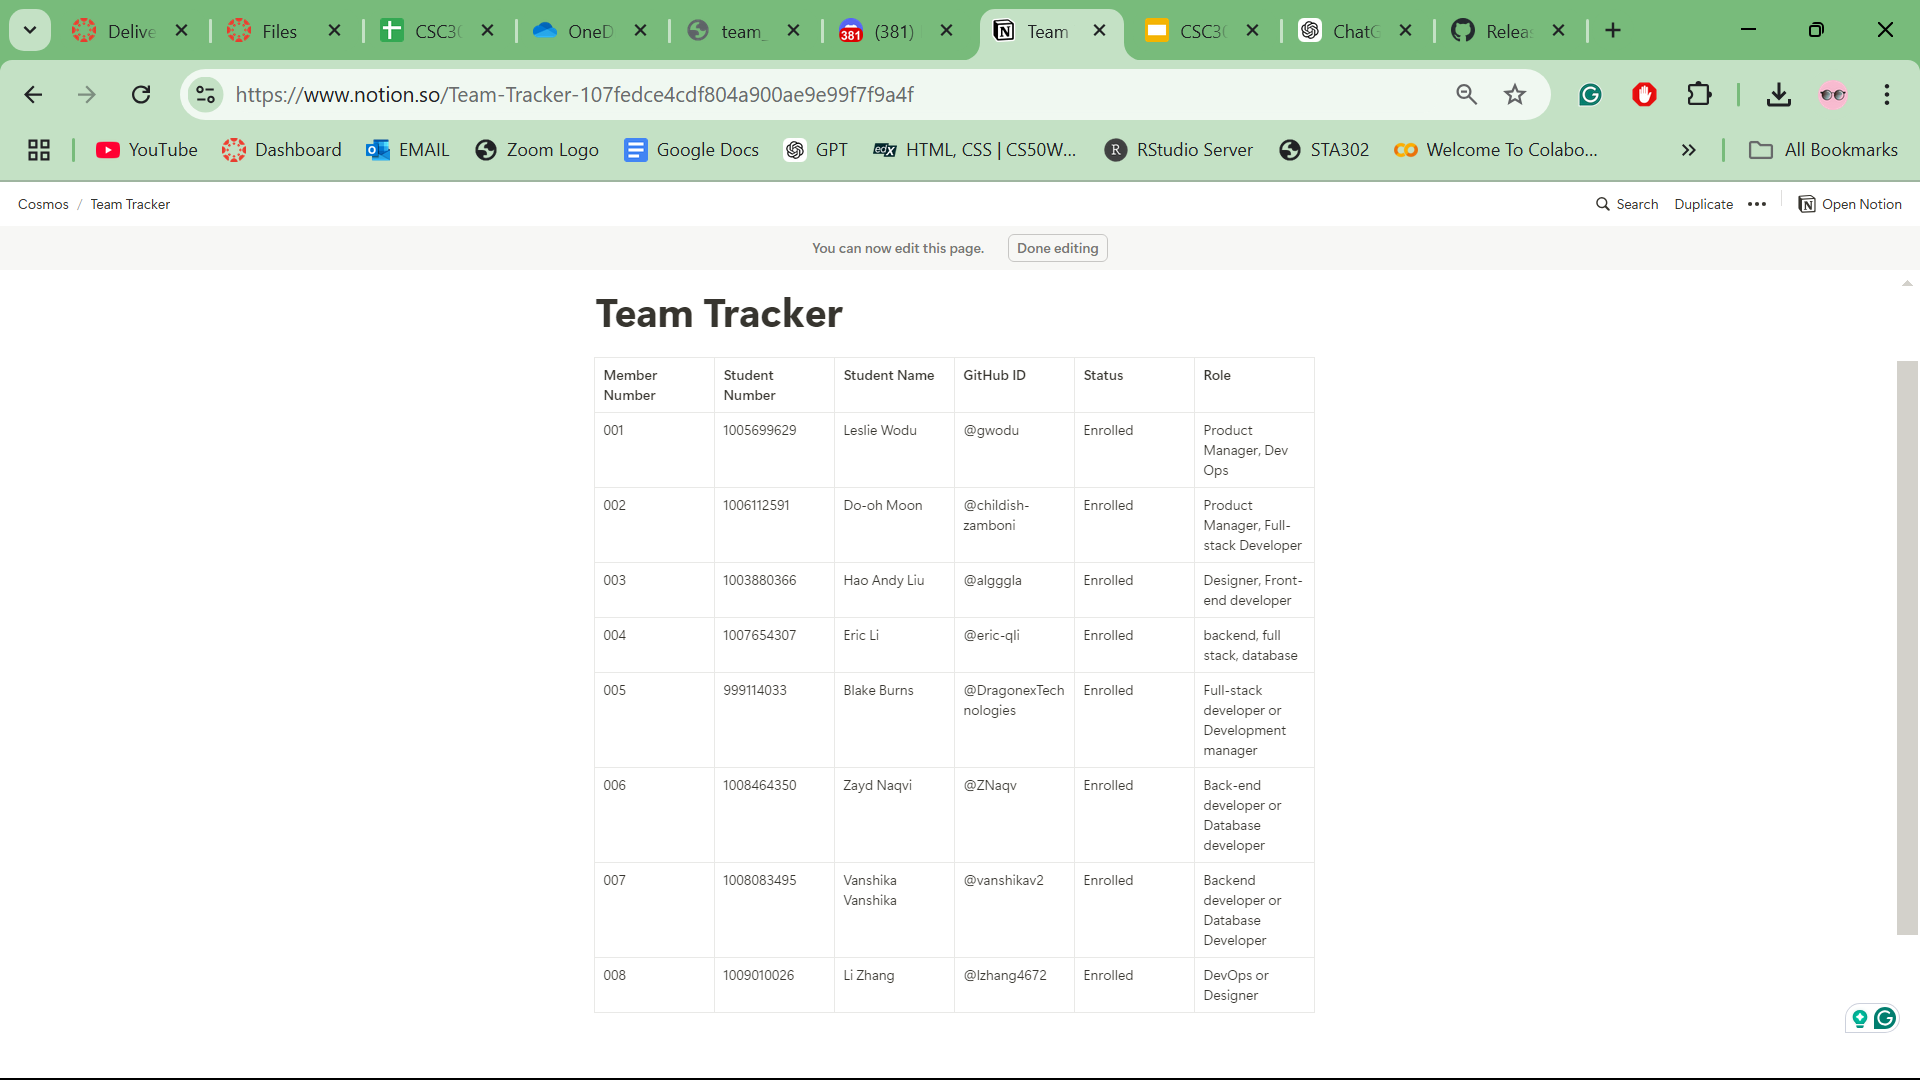 Delive
Files
CSC30
OneD
team_
(381)
Team
CSC30
ChatG
Releas
https://www.notion.so/Team-Tracker-107fedce4cdf804a900ae9e99f7f9a4f
YouTube
Dashboard
EMAIL
Zoom Logo
Google Docs
GPT
HTML, CSS | CS50W...
RStudio Server
STA302
Welcome To Colabo...
All Bookmarks
Cosmos / Team Tracker
Search
Duplicate
Open Notion
You can now edit this page.
Done editing
Team Tracker
Member Number
Student Number
Student Name
GitHub ID
Status
Role
001
1005699629
Leslie Wodu
@gwodu
Enrolled
Product
Manager, Dev
Ops
002
1006112591
Do-oh Moon
@childish-
zamboni
Enrolled
Product
Manager, Full-
stack Developer
003
1003880366
Hao Andy Liu
@algggla
Enrolled
Designer, Front-
end developer
004
1007654307
Eric Li
@eric-qli
Enrolled
backend, full
stack, database
005
999114033
Blake Burns
@DragonexTech
nologies
Enrolled
Full-stack
developer or
Development
manager
006
1008464350
Zayd Naqvi
@ZNaqv
Enrolled
Back-end
developer or
Database
developer
007
1008083495
Vanshika
Vanshika
@vanshikav2
Enrolled
Backend
developer or
Database
Developer
008
1009010026
Li Zhang
@lzhang4672
Enrolled
DevOps or
Designer